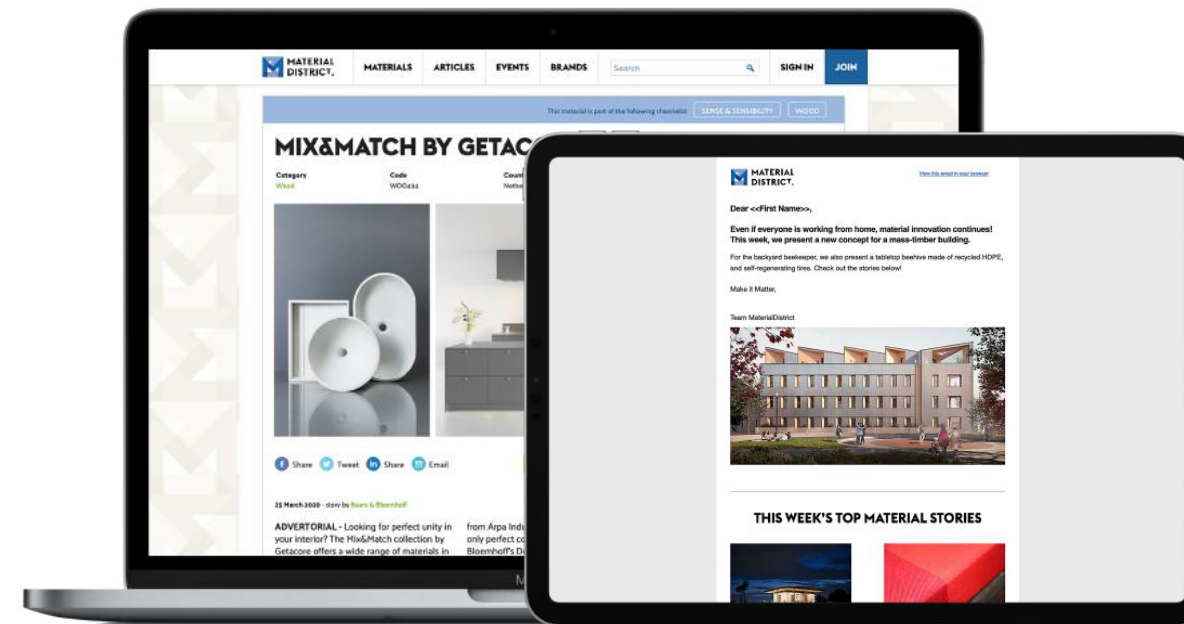 MATERIAL
DISTRICT.
MATERIALS
ARTICLES
EVENTS
BRANDS
Search
SIGN IN
JOIN
This material is part of the following channel(s):
SENSE & SENSIBILITY
WOOD
MIX&MATCH BY GETAC
Category
Code
Count
Wood
WOO434
Nethe
Share
Tweet
Share
Email
25 March 2020 - story by Baars & Bloemhoff
ADVERTORIAL - Looking for perfect unity in
your interior? The Mix&Match collection by
Getacore offers a wide range of materials in
from Arpa Indu
only perfect co
Bloemhoff's D
M
MATERIAL
DISTRICT.
View this email in your browser
Dear <<First Name>>,
Even if everyone is working from home, material innovation continues!
This week, we present a new concept for a mass-timber building.
For the backyard beekeeper, we also present a tabletop beehive made of recycled HDPE,
and self-regenerating tires. Check out the stories below!
Make it Matter,
Team MaterialDistrict
THIS WEEK'S TOP MATERIAL STORIES